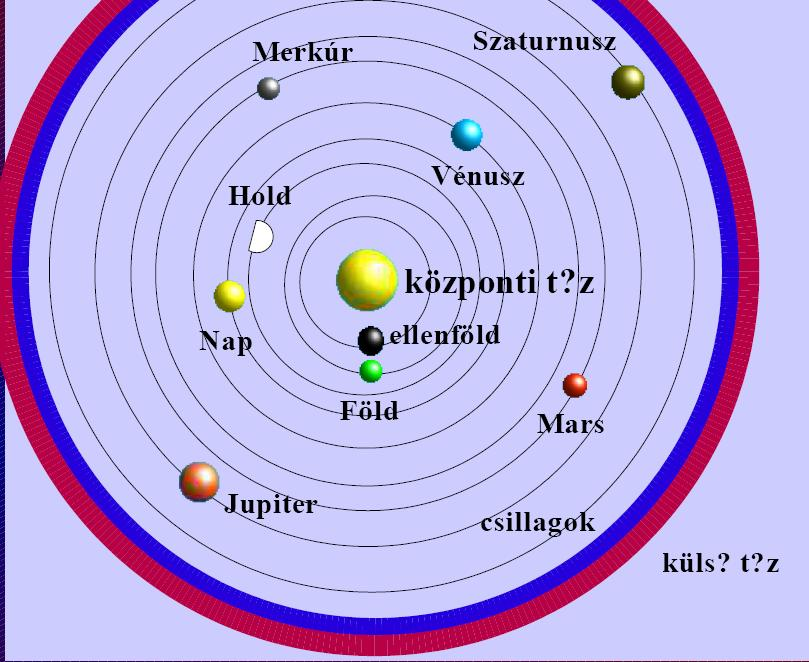 Szaturnusz
Merkúr
Vénusz
Hold
központi t?z
ellenföld
Nap
Föld
Mars
Jupiter
csillagok
küls? t?z